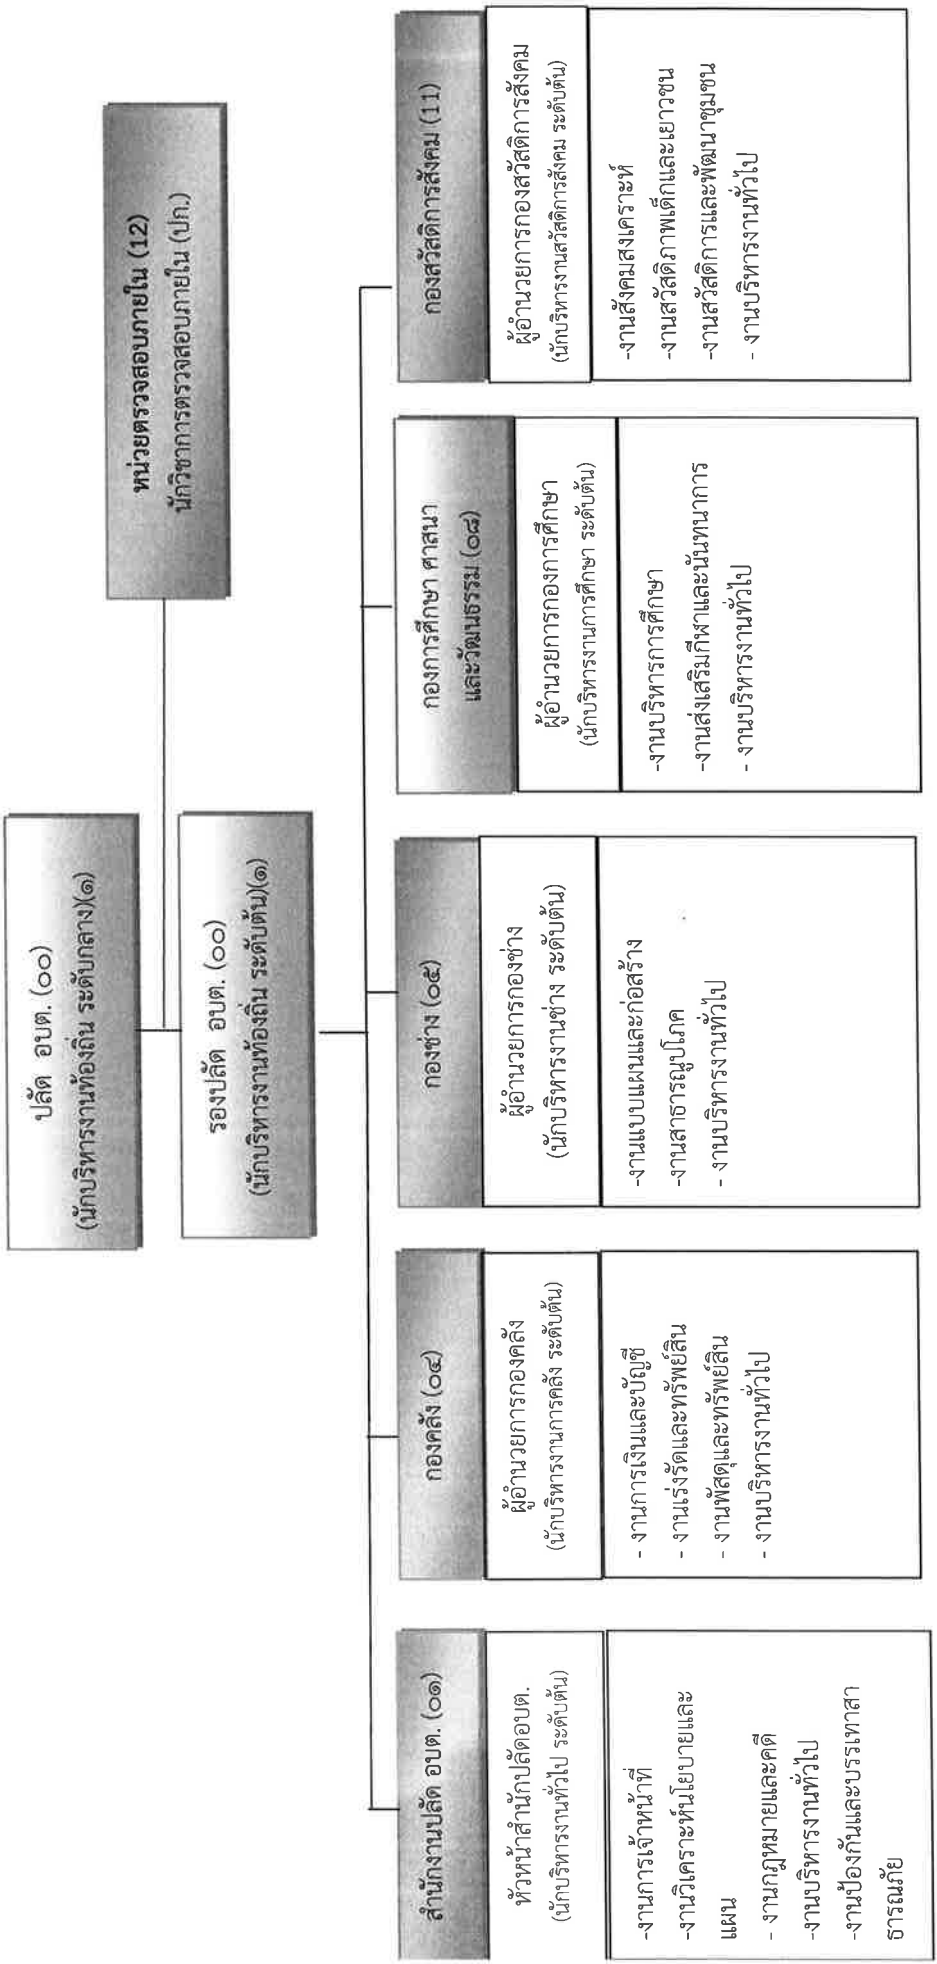 ปลัด อบต. (๐๐)
(นักบริหารงานท้องถิ่น ระดับกลาง)(๑)
หน่วยตรวจสอบภายใน (12)
นักวิชาการตรวจสอบภายใน (ปก.)
รองปลัด อบต. (๐๐)
(นักบริหารงานท้องถิ่น ระดับต้น)(๑)
สำนักงานปลัด อบต. (๐๑)
หัวหน้าสำนักปลัดอบต.
(นักบริหารงานทั่วไป ระดับต้น)
-งานการเจ้าหน้าที่
-งานวิเคราะห์นโยบายและ
แผน
- งานกฎหมายและคดี
-งานบริหารงานทั่วไป
-งานป้องกันและบรรเทาสา
ธารณภัย
กองคลัง (๐๔)
ผู้อำนวยการกองคลัง
(นักบริหารงานการคลัง ระดับต้น)
- งานการเงินและบัญชี
- งานเร่งรัดและทรัพย์สิน
- งานพัสดุและทรัพย์สิน
- งานบริหารงานทั่วไป
กองช่าง (๐๕)
ผู้อำนวยการกองช่าง
(นักบริหารงานช่าง ระดับต้น)
-งานแบบแผนและก่อสร้าง
-งานสาธารณูปโภค
- งานบริหารงานทั่วไป
กองการศึกษา ศาสนา
และวัฒนธรรม (๐๘)
ผู้อำนวยการกองการศึกษา
(นักบริหารงานการศึกษา ระดับต้น)
-งานบริหารการศึกษา
-งานส่งเสริมกีฬาและนันทนาการ
- งานบริหารงานทั่วไป
กองสวัสดิการสังคม (11)
ผู้อำนวยการกองสวัสดิการสังคม
(นักบริหารงานสวัสดิการสังคม ระดับต้น)
-งานสังคมสงเคราะห์
-งานสวัสดิภาพเด็กและเยาวชน
-งานสวัสดิการและพัฒนาชุมชน
- งานบริหารงานทั่วไป